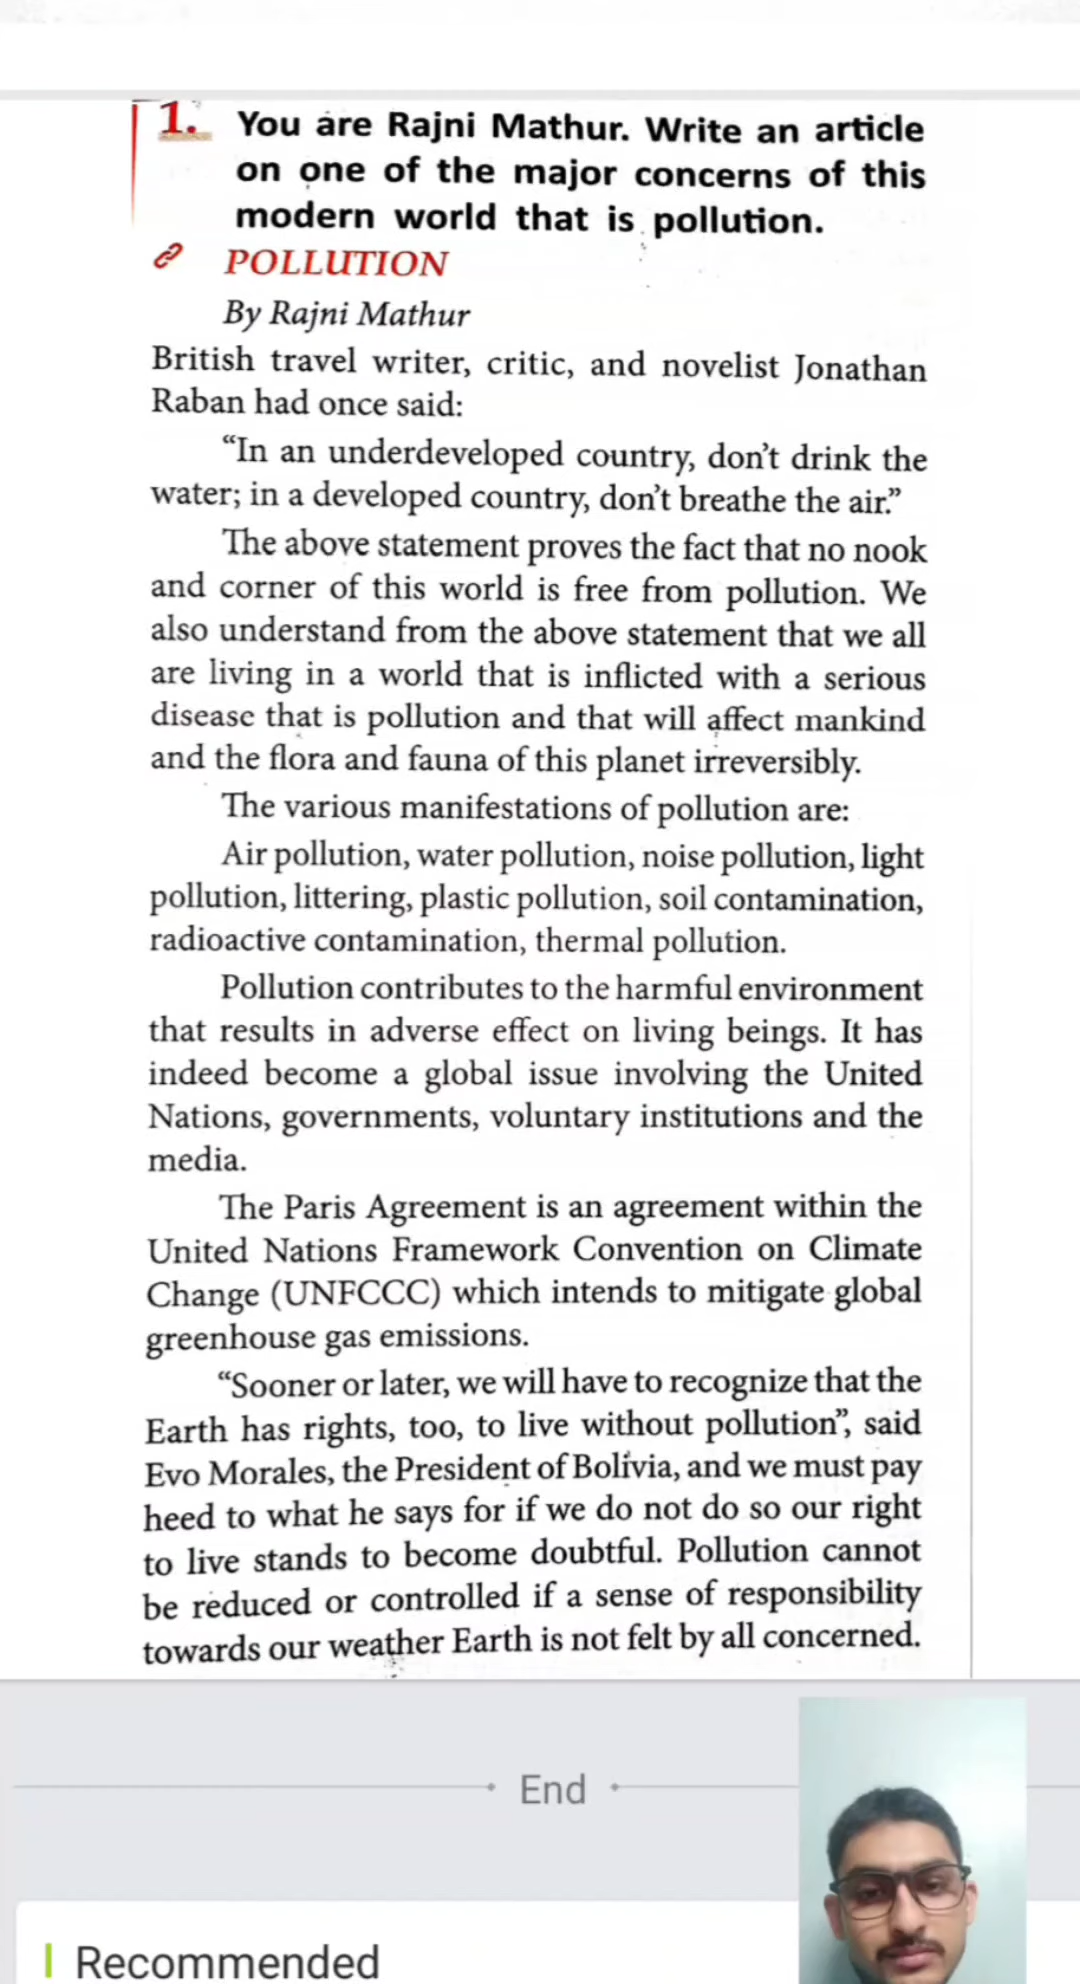 1. You are Rajni Mathur. Write an article
on one of the major concerns of this
modern world that is pollution.
POLLUTION
By Rajni Mathur
British travel writer, critic, and novelist Jonathan
Raban had once said:
“In an underdeveloped country, don’t drink the
water; in a developed country, don’t breathe the air.”
The above statement proves the fact that no nook
and corner of this world is free from pollution. We
also understand from the above statement that we all
are living in a world that is inflicted with a serious
disease that is pollution and that will affect mankind
and the flora and fauna of this planet irreversibly.
The various manifestations of pollution are:
Air pollution, water pollution, noise pollution, light
pollution, littering, plastic pollution, soil contamination,
radioactive contamination, thermal pollution.
Pollution contributes to the harmful environment
that results in adverse effect on living beings. It has
indeed become a global issue involving the United
Nations, governments, voluntary institutions and the
media.
The Paris Agreement is an agreement within the
United Nations Framework Convention on Climate
Change (UNFCCC) which intends to mitigate global
greenhouse gas emissions.
“Sooner or later, we will have to recognize that the
Earth has rights, too, to live without pollution”, said
Evo Morales, the President of Bolivia, and we must pay
heed to what he says for if we do not do so our right
to live stands to become doubtful. Pollution cannot
be reduced or controlled if a sense of responsibility
towards our weather Earth is not felt by all concerned.
End
Recommended